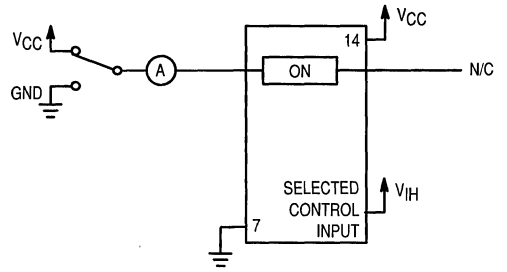 VCC
GND
A
ON
14
VCC
N/C
SELECTED
CONTROL
INPUT
VIH
7